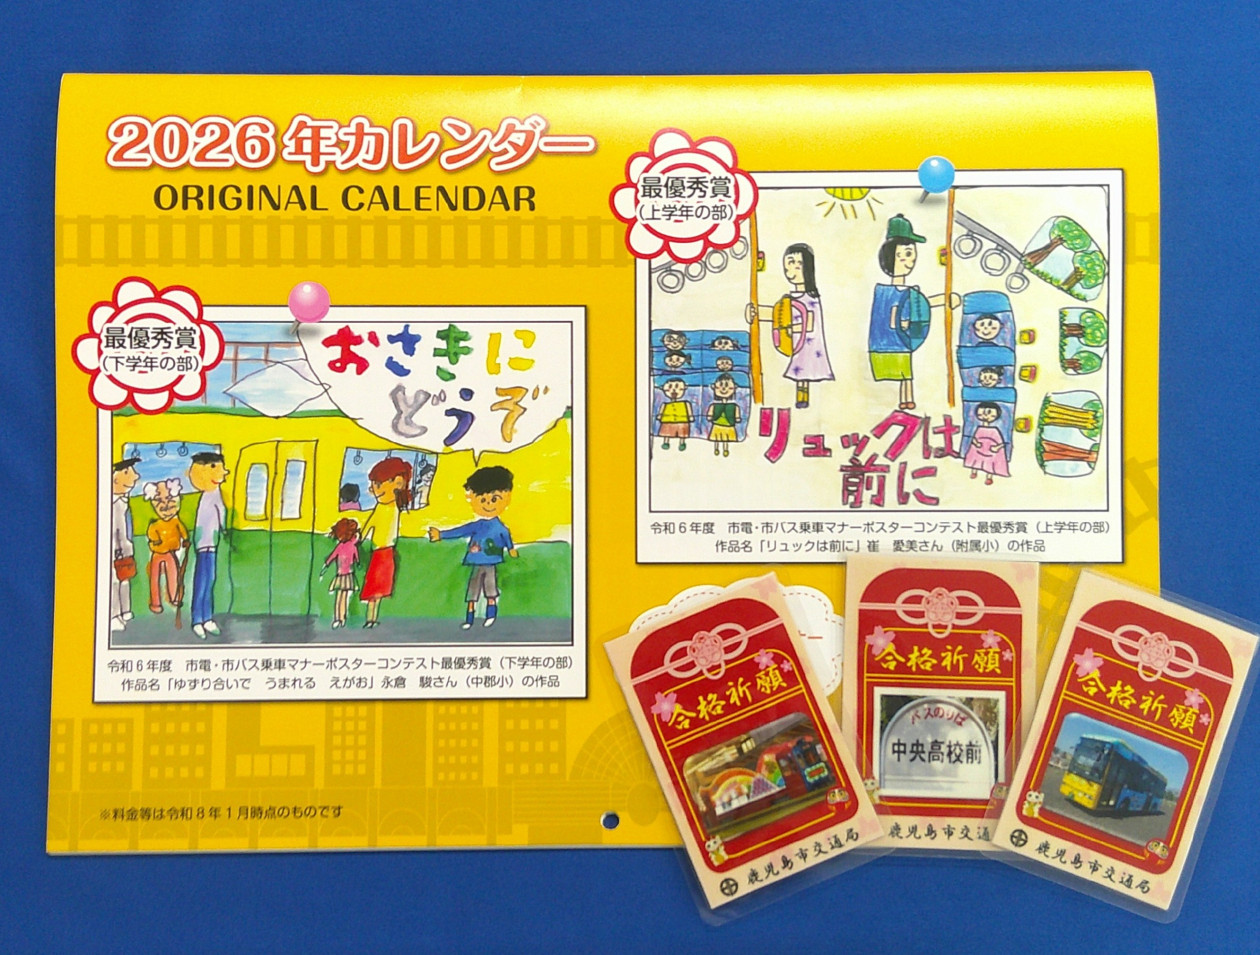 2026年カレンダー
ORIGINAL CALENDAR
最優秀賞
(上学年の部)
リュックは
前に
令和6年度 市電・市バス乗車マナーポスターコンテスト最優秀賞（上学年の部）
作品名「リュックは前に」崔 愛美さん（附属小）の作品
最優秀賞
(下学年の部)
おさきに
どうぞ
令和6年度 市電・市バス乗車マナーポスターコンテスト最優秀賞（下学年の部）
作品名「ゆずり合いで うまれる えがお」永倉 駿さん（中郡小）の作品
※料金等は令和8年1月時点のものです
合格祈願
鹿児島市交通局
合格祈願
バスのりば
中央高校前
鹿児島市交通
合格祈願
鹿児島市交通局